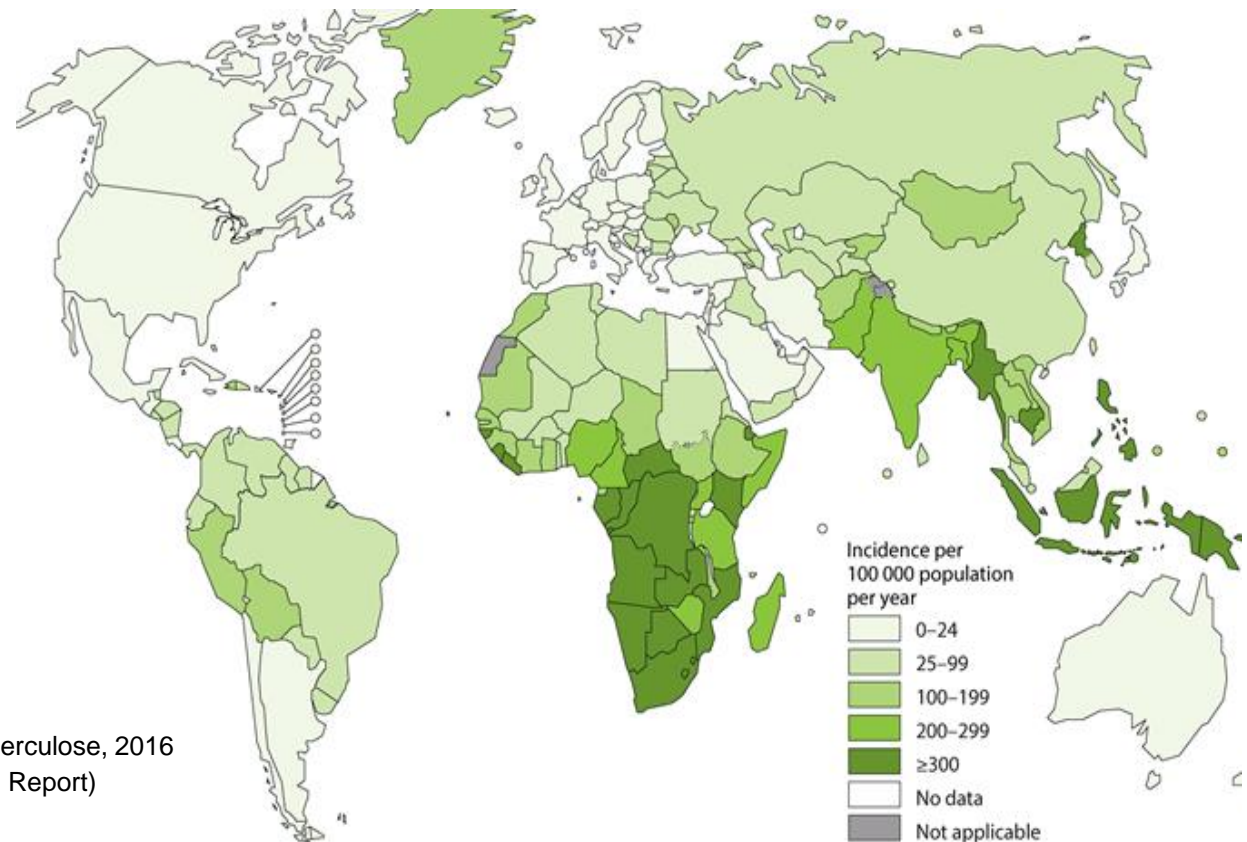 Incidence per
100 000 population
per year
0–24
25–99
100–199
200–299
≥300
No data
Not applicable
erculose, 2016
Report)